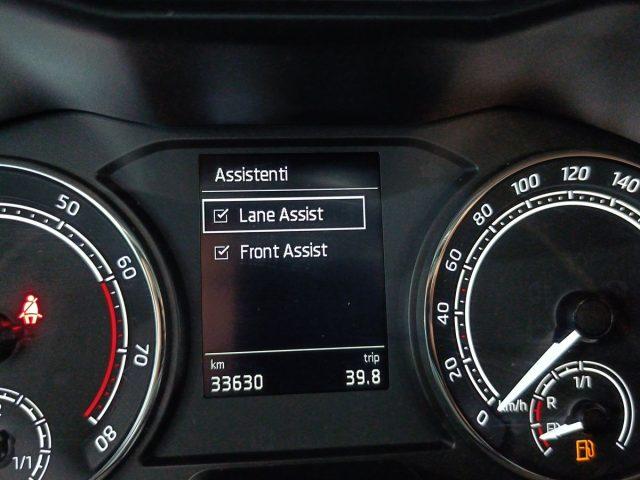 Assistenti
Lane Assist
Front Assist
km trip
33630 39.8
50
60
70
80
1/1
0
20
40
60
80
100
120
140
km/h
R
1/1